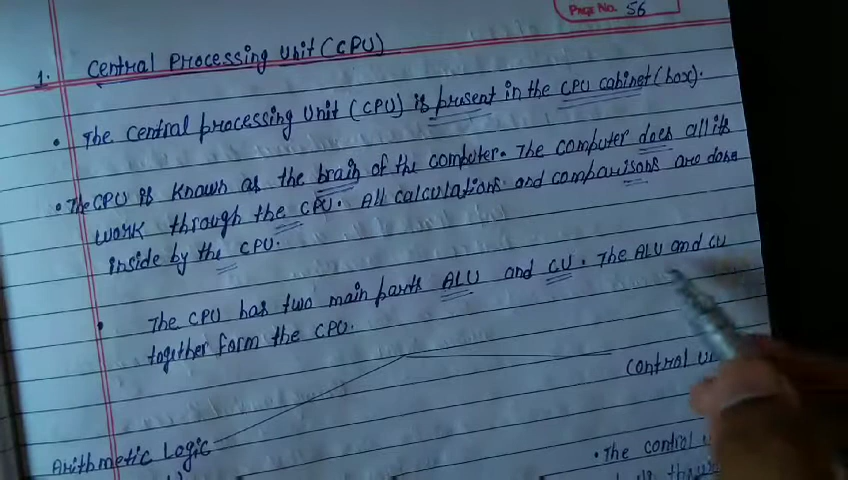 Page No. 56
1. Central Processing Unit (CPU)
• The Central processing Unit (CPU) is present in the CPU cabinet (box).
• The CPU is known as the brain of the computer. The computer does all its
work through the CPU. All calculations and comparisons are done
inside by the CPU.
• The CPU has two main parts ALU and CU. The ALU and CU
together form the CPU.
Control
Arithmetic Logic
• The control